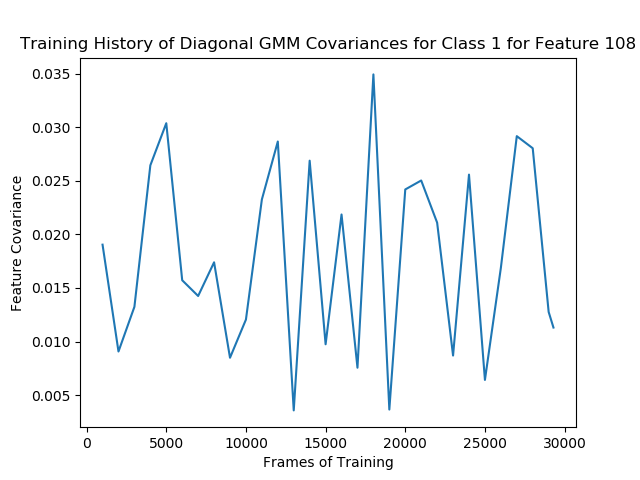 Training History of Diagonal GMM Covariances for Class 1 for Feature 108
0.035
0.030
0.025
0.020
0.015
0.010
0.005
Feature Covariance
0 5000 10000 15000 20000 25000 30000
Frames of Training